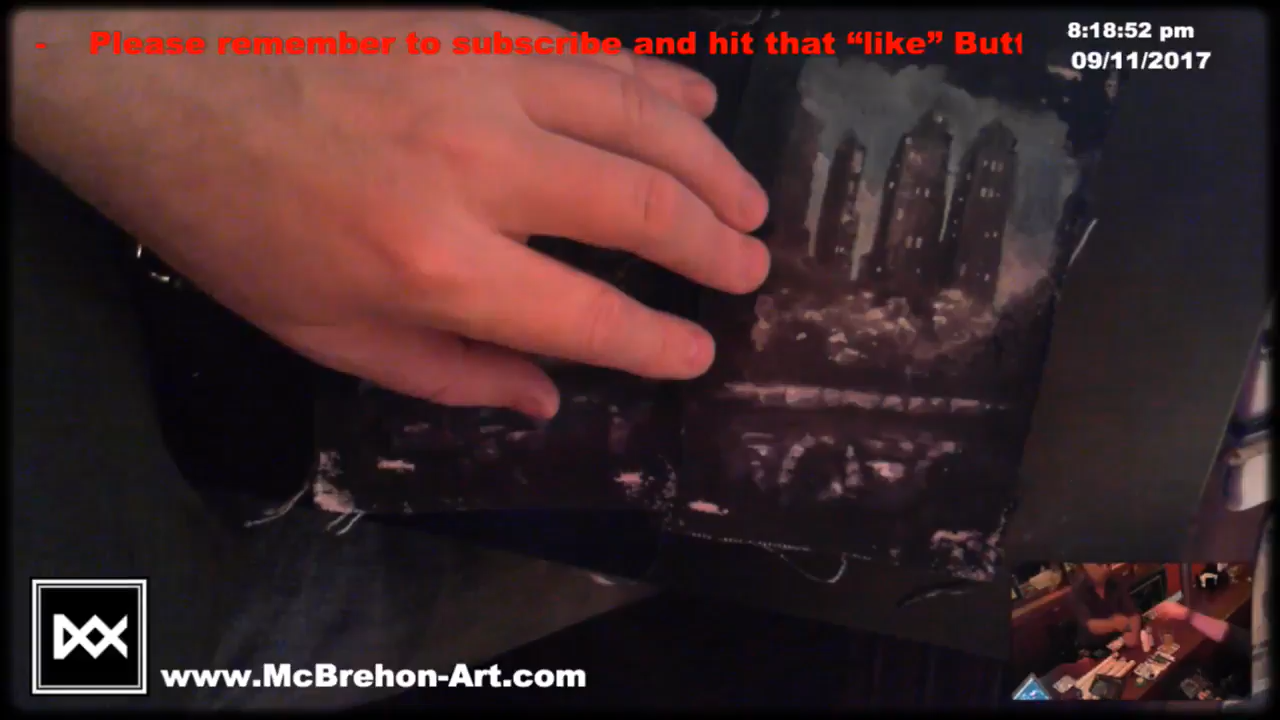 - Please remember to subscribe and hit that “like” Butt
8:18:52 pm
09/11/2017
www.McBrehon-Art.com